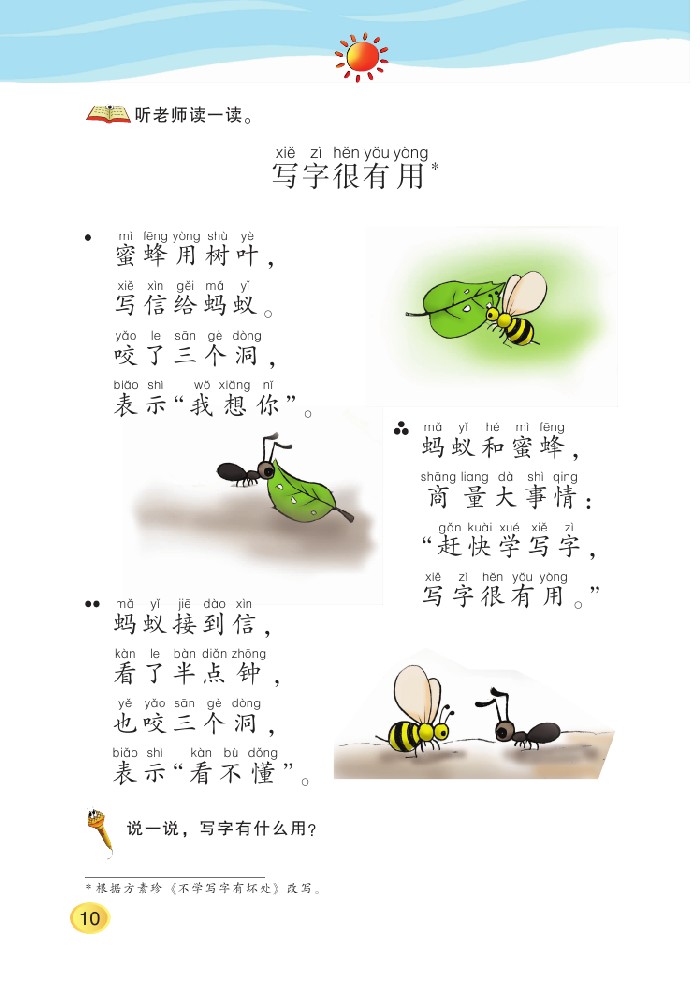 听老师读一读。
xiě zì hěn yǒu yòng
写字很有用*
mì fēng yòng shù yè
蜜蜂用树叶，
xiě xìn gěi mǎ yǐ
写信给蚂蚁。
yǎo le sān gè dòng
咬了三个洞，
biǎo shì wǒ xiǎng nǐ
表示“我想你”。
mǎ yǐ jiē dào xìn
蚂蚁接到信，
kàn le bàn diǎn zhōng
看了半点钟，
yě yǎo sān gè dòng
也咬三个洞，
biǎo shì kàn bù dǒng
表示“看不懂”。
mǎ yǐ hé mì fēng
蚂蚁和蜜蜂，
shāng liang dà shì qing
商量大事情：
gǎn kuài xué xiě zì
“赶快学写字，
xiě zì hěn yǒu yòng
写字很有用。”
说一说，写字有什么用?
* 根据方素珍《不学写字有坏处》改写。
10